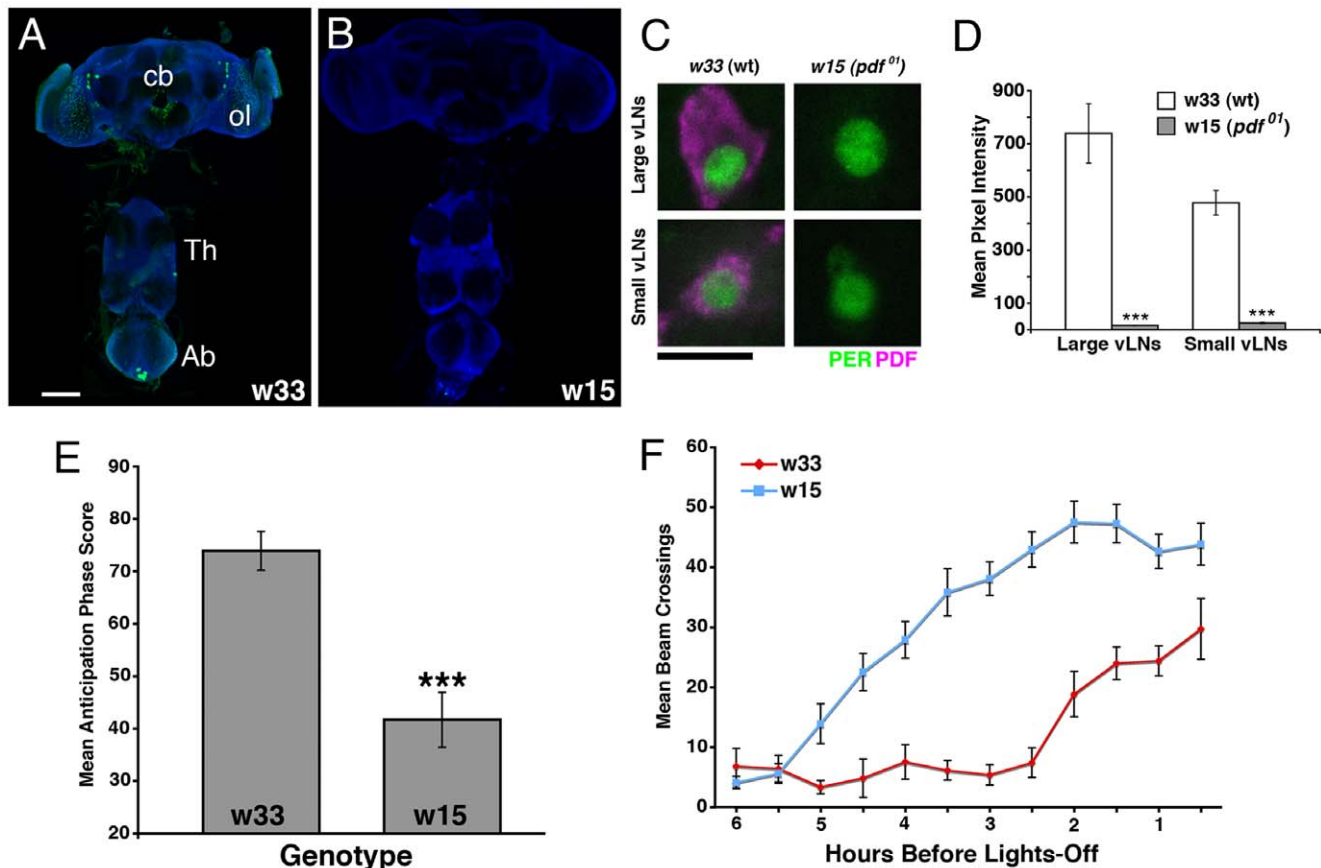 A
cb
ol
Th
Ab
w33
B
w15
C
w33 (wt)
w15 (pdf⁰¹)
Large vLNs
Small vLNs
PER PDF
D
Mean Pixel Intensity
900
700
500
300
100
0
w33 (wt)
w15 (pdf⁰¹)
***
***
Large vLNs
Small vLNs
E
Mean Anticipation Phase Score
90
80
70
60
50
40
30
20
***
w33
w15
Genotype
F
Mean Beam Crossings
60
50
40
30
20
10
0
w33
w15
6
5
4
3
2
1
Hours Before Lights-Off